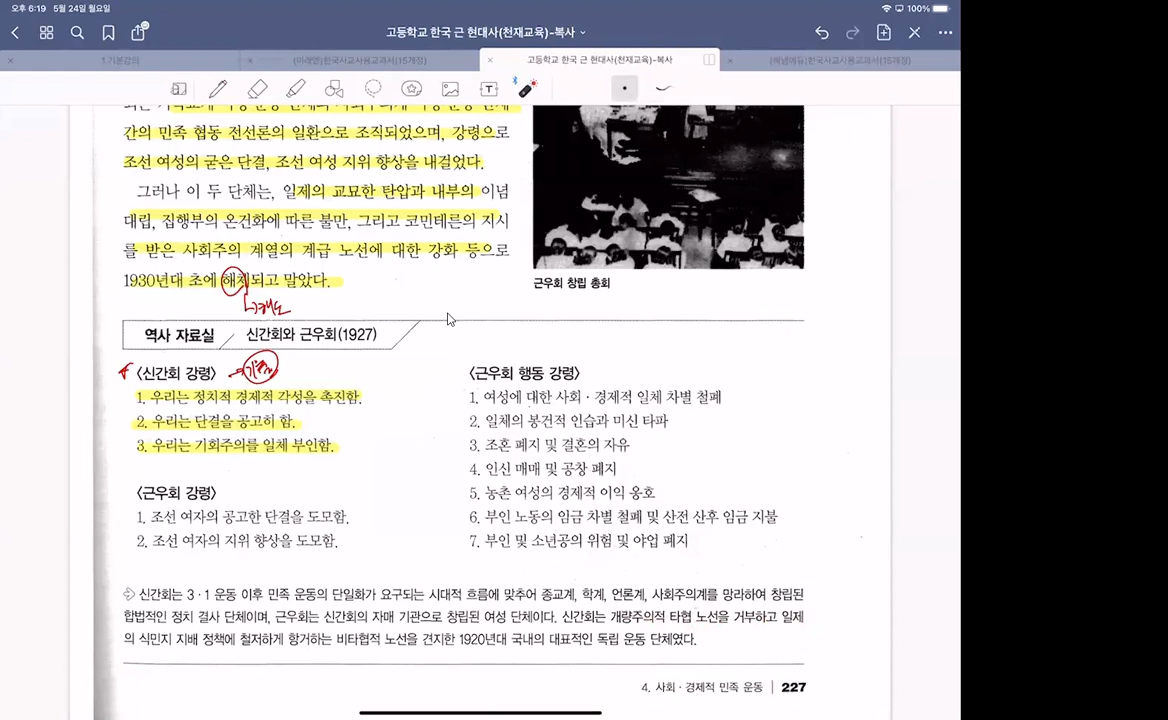 오후 6:19 5월 24일 월요일
100%
고등학교 한국 근 현대사(천재교육)-복사
1.기본강의
(미래엔)한국사교사용교과서(15개정)
고등학교 한국 근 현대사(천재교육)-복사
(해냄에듀)한국사교사용교과서(15개정)
간의 민족 협동 전선론의 일환으로 조직되었으며, 강령으로
조선 여성의 굳은 단결, 조선 여성 지위 향상을 내걸었다.
그러나 이 두 단체는, 일제의 교묘한 탄압과 내부의 이념
대립, 집행부의 온건화에 따른 불만, 그리고 코민테른의 지시
를 받은 사회주의 계열의 계급 노선에 대한 강화 등으로
1930년대 초에 해체되고 말았다.
근우회 창립 총회
역사 자료실 신간회와 근우회(1927)
〈신간회 강령〉
1. 우리는 정치적 경제적 각성을 촉진함.
2. 우리는 단결을 공고히 함.
3. 우리는 기회주의를 일체 부인함.
〈근우회 강령〉
1. 조선 여자의 공고한 단결을 도모함.
2. 조선 여자의 지위 향상을 도모함.
〈근우회 행동 강령〉
1. 여성에 대한 사회·경제적 일체 차별 철폐
2. 일체의 봉건적 인습과 미신 타파
3. 조혼 폐지 및 결혼의 자유
4. 인신 매매 및 공창 폐지
5. 농촌 여성의 경제적 이익 옹호
6. 부인 노동의 임금 차별 철폐 및 산전 산후 임금 지불
7. 부인 및 소년공의 위험 및 야업 폐지
신간회는 3·1 운동 이후 민족 운동의 단일화가 요구되는 시대적 흐름에 맞추어 종교계, 학계, 언론계, 사회주의계를 망라하여 창립된
합법적인 정치 결사 단체이며, 근우회는 신간회의 자매 기관으로 창립된 여성 단체이다. 신간회는 개량주의적 타협 노선을 거부하고 일제
의 식민지 지배 정책에 철저하게 항거하는 비타협적 노선을 견지한 1920년대 국내의 대표적인 독립 운동 단체였다.
4. 사회·경제적 민족 운동 227